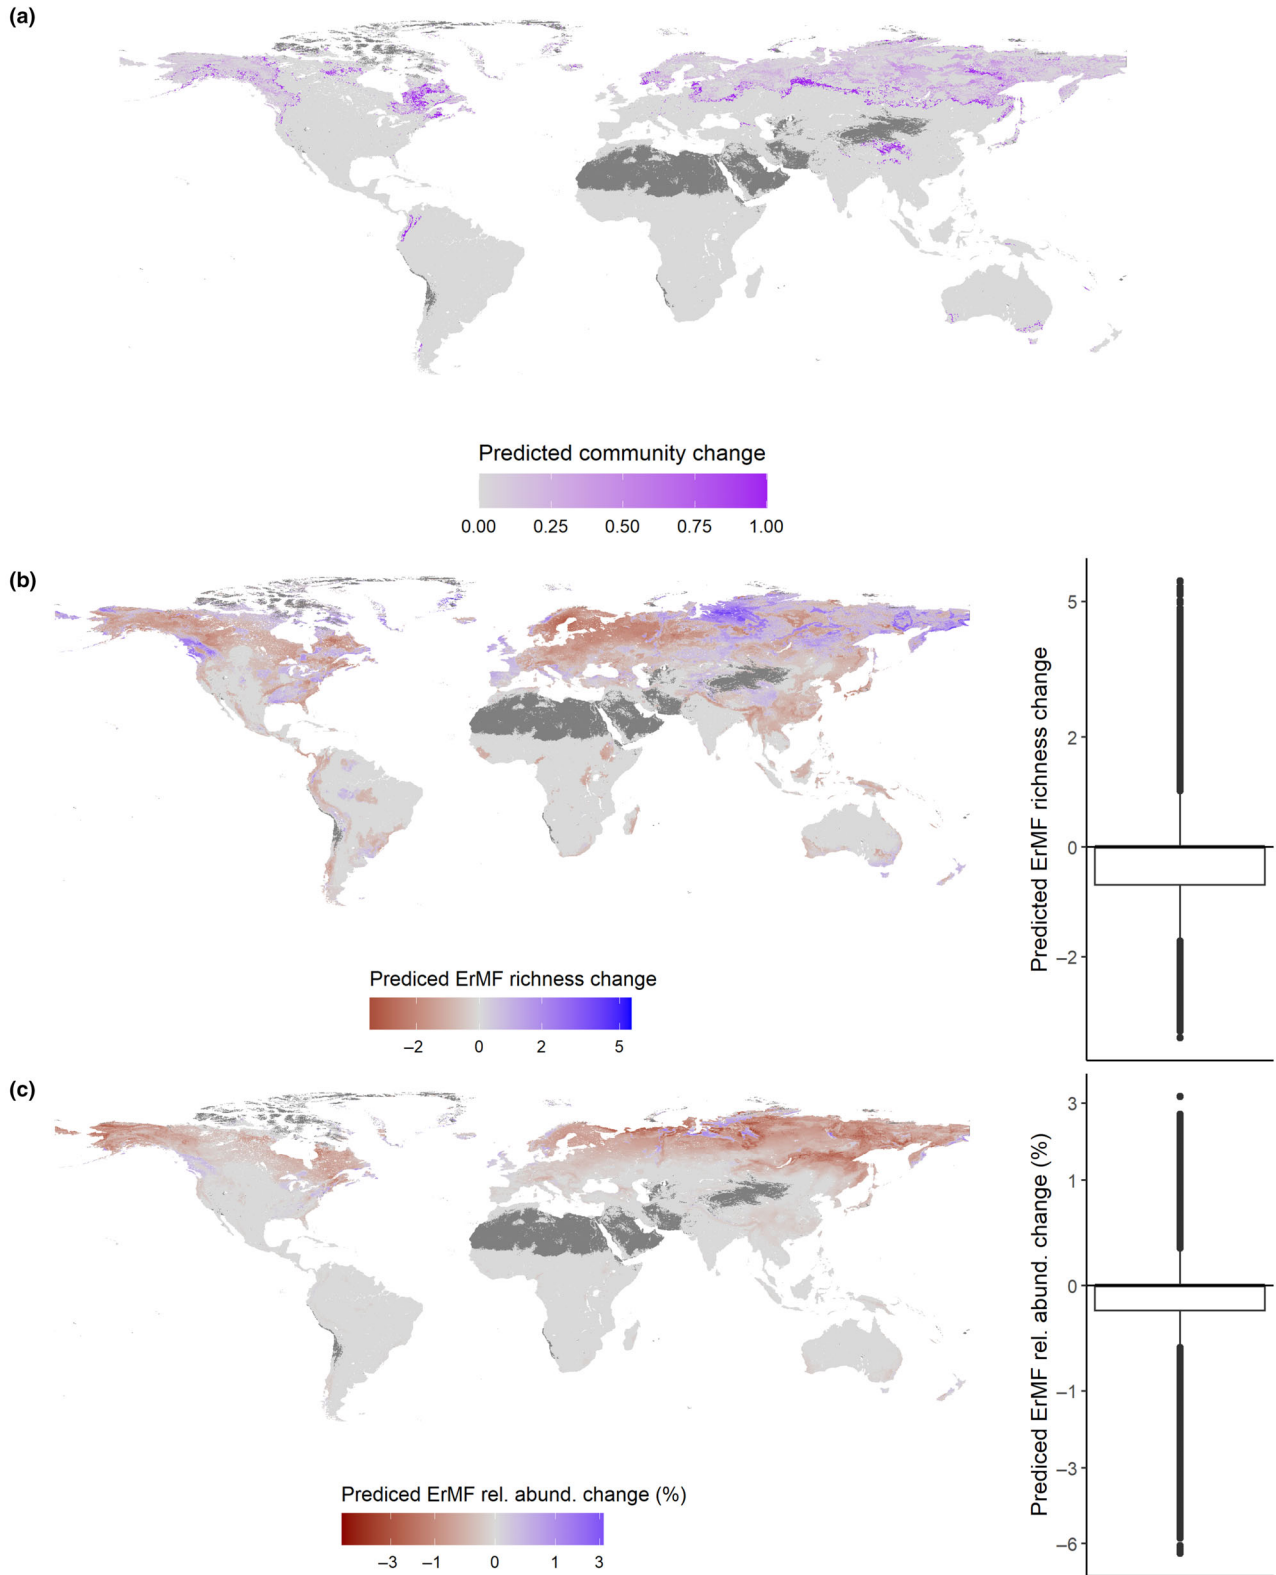 (a)
Predicted community change
0.00 0.25 0.50 0.75 1.00
(b)
Prediced ErMF richness change
−2 0 2 5
Predicted ErMF richness change
5
2
0
−2
(c)
Prediced ErMF rel. abund. change (%)
−3 −1 0 1 3
Prediced ErMF rel. abund. change (%)
3
1
0
−1
−3
−6